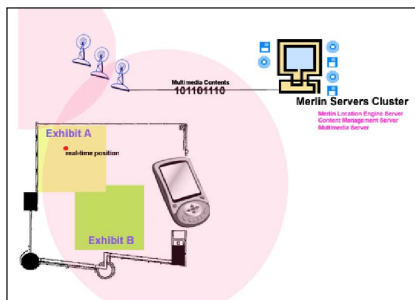 Multimedia Contents
101101110
Merlin Servers Cluster
Merlin Location Engine Server
Content Management Server
Multimedia Server
Exhibit A
real-time position
Exhibit B